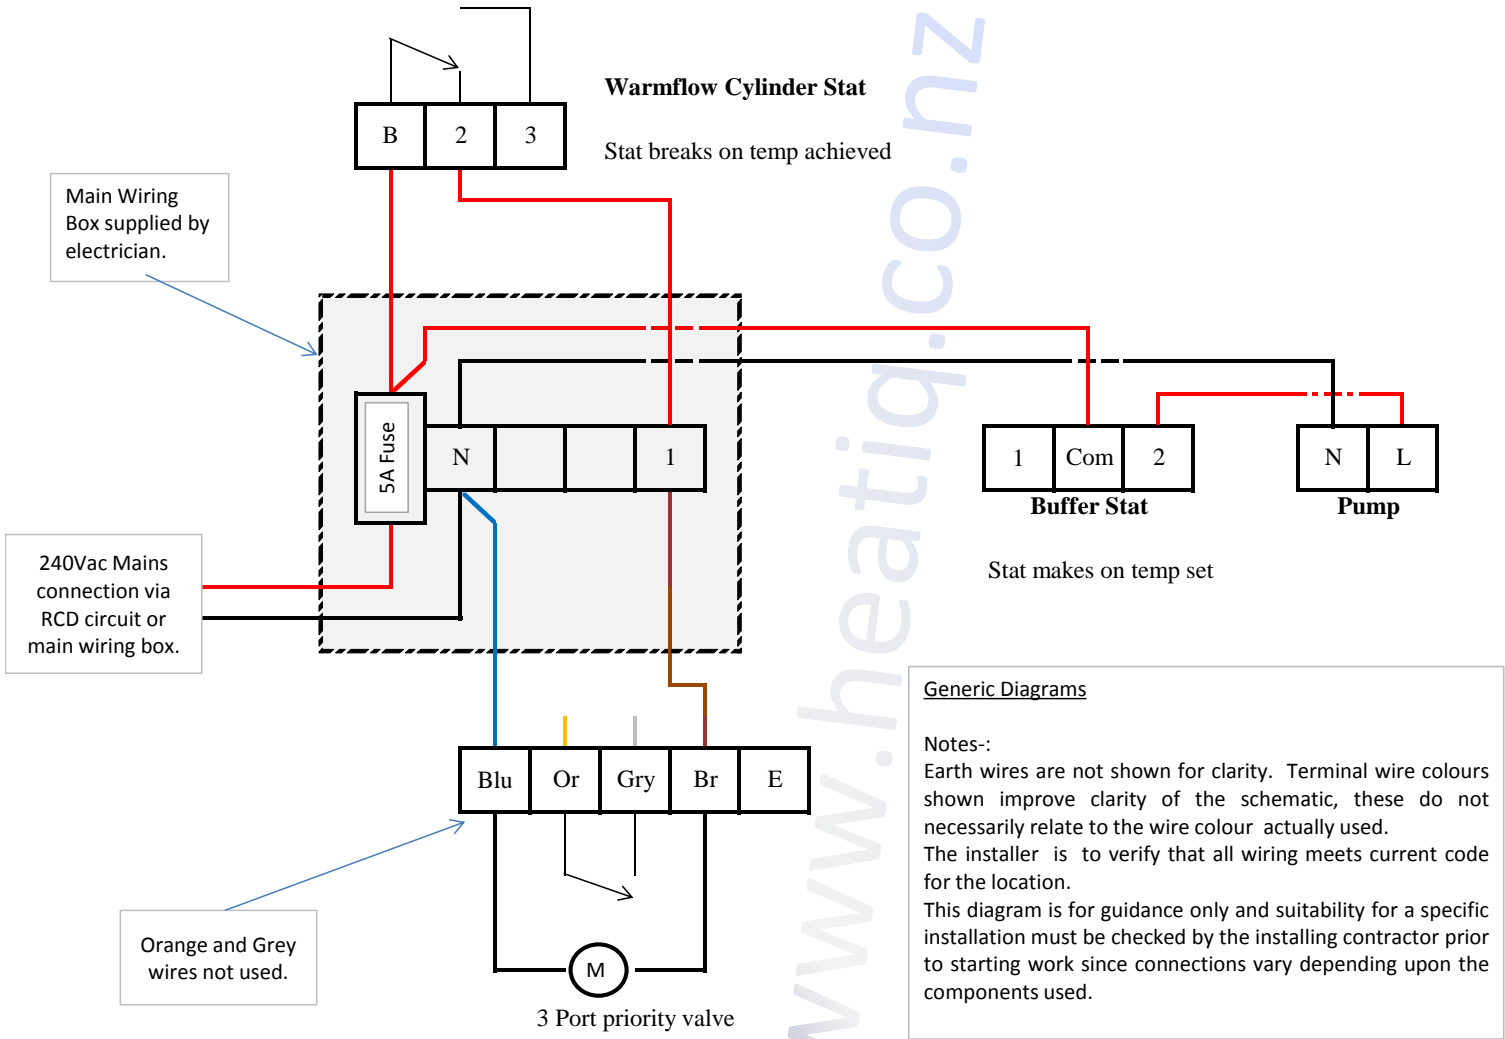 Warmflow Cylinder Stat
B 2 3
Stat breaks on temp achieved
Main Wiring
Box supplied by
electrician.
5A Fuse
N 1
1 Com 2
N L
Buffer Stat
Pump
Stat makes on temp set
240Vac Mains
connection via
RCD circuit or
main wiring box.
Blu Or Gry Br E
Orange and Grey
wires not used.
M
3 Port priority valve
Generic Diagrams
Notes-:
Earth wires are not shown for clarity. Terminal wire colours
shown improve clarity of the schematic, these do not
necessarily relate to the wire colour actually used.
The installer is to verify that all wiring meets current code
for the location.
This diagram is for guidance only and suitability for a specific
installation must be checked by the installing contractor prior
to starting work since connections vary depending upon the
components used.
www.heatiq.co.nz